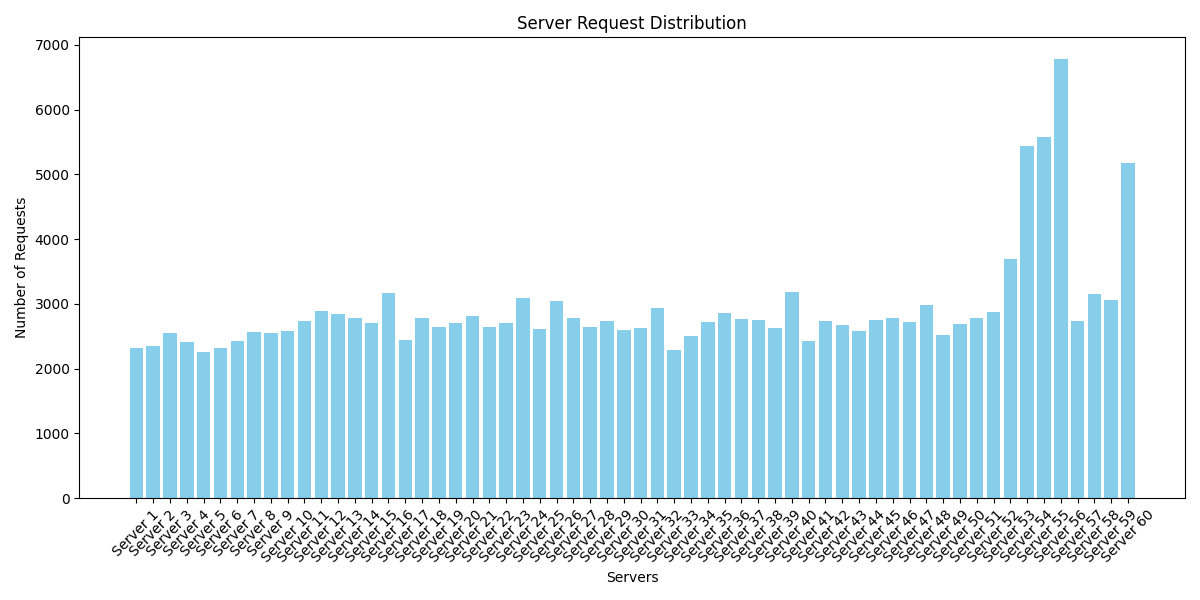 Server Request Distribution
7000
6000
5000
4000
3000
2000
1000
0
Number of Requests
Server 1
Server 2
Server 3
Server 4
Server 5
Server 6
Server 7
Server 8
Server 9
Server 10
Server 11
Server 12
Server 13
Server 14
Server 15
Server 16
Server 17
Server 18
Server 19
Server 20
Server 21
Server 22
Server 23
Server 24
Server 25
Server 26
Server 27
Server 28
Server 29
Server 30
Server 31
Server 32
Server 33
Server 34
Server 35
Server 36
Server 37
Server 38
Server 39
Server 40
Server 41
Server 42
Server 43
Server 44
Server 45
Server 46
Server 47
Server 48
Server 49
Server 50
Server 51
Server 52
Server 53
Server 54
Server 55
Server 56
Server 57
Server 58
Server 59
Server 60
Servers